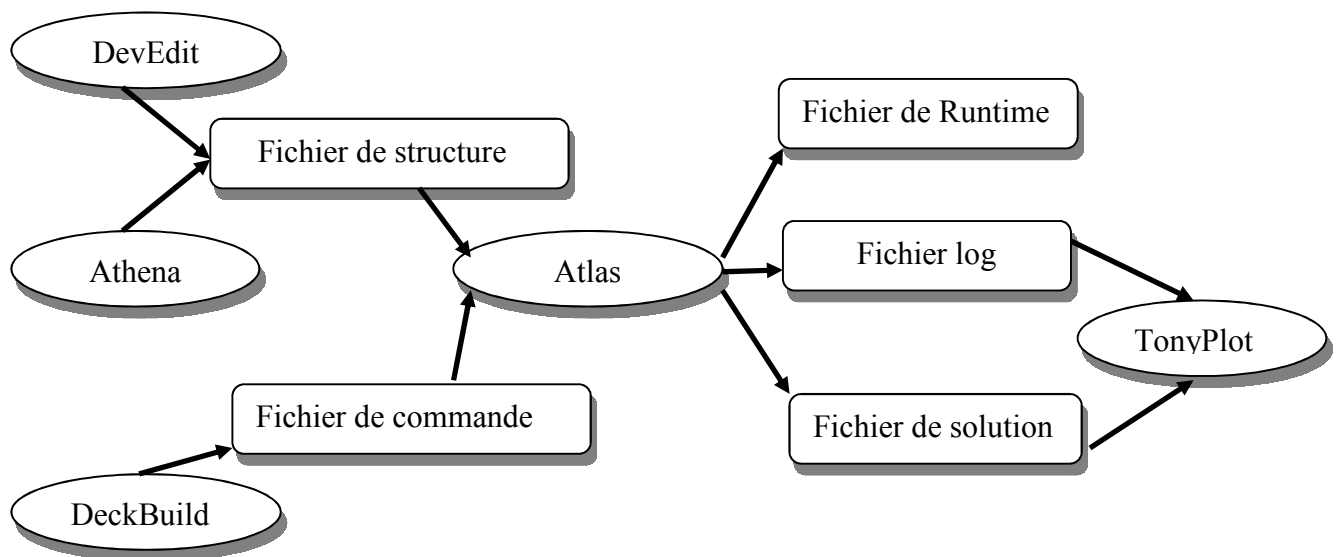 DevEdit
Fichier de structure
Athena
Fichier de commande
DeckBuild
Atlas
Fichier de Runtime
Fichier log
Fichier de solution
TonyPlot